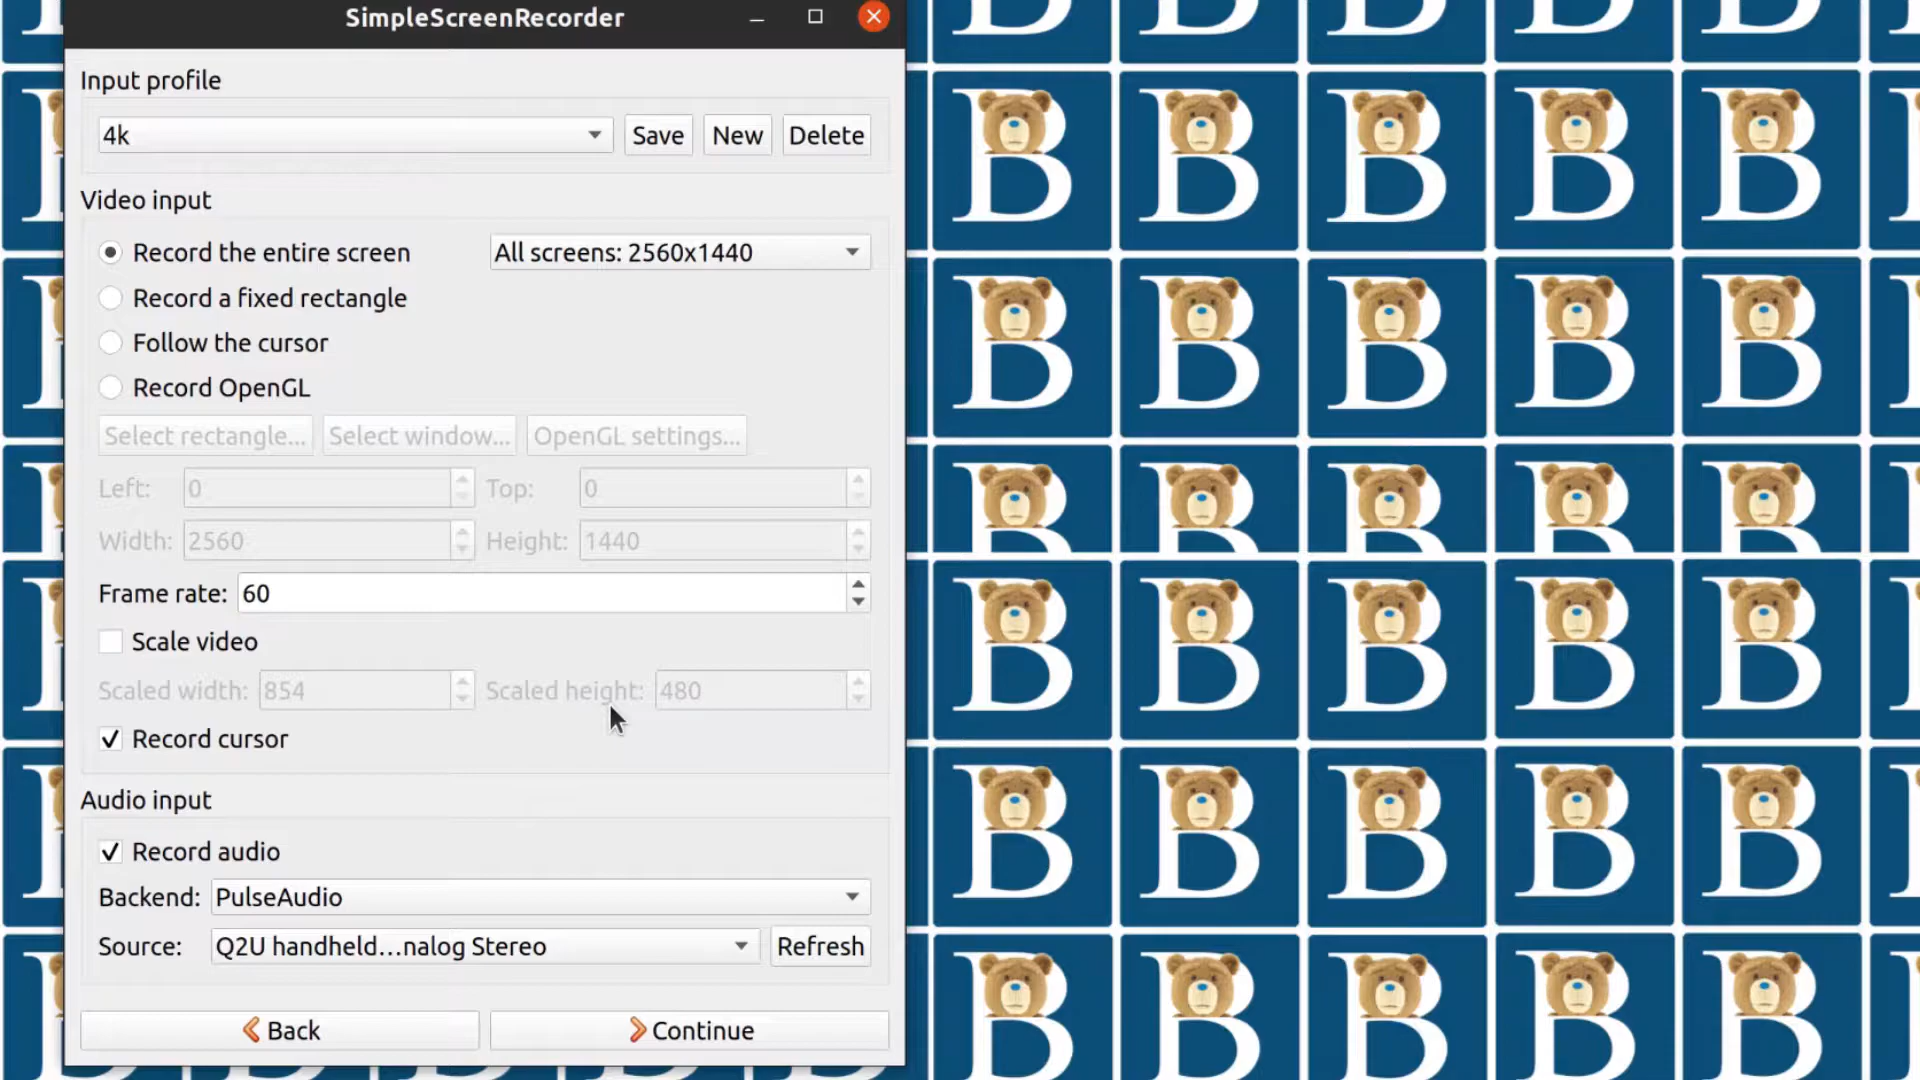 SimpleScreenRecorder
Input profile
4k Save New Delete
Video input
Record the entire screen All screens: 2560x1440
Record a fixed rectangle
Follow the cursor
Record OpenGL
Select rectangle... Select window... OpenGL settings...
Left: 0 Top: 0
Width: 2560 Height: 1440
Frame rate: 60
Scale video
Scaled width: 854 Scaled height: 480
Record cursor
Audio input
Record audio
Backend: PulseAudio
Source: Q2U handheld...nalog Stereo Refresh
Back Continue
B B B B B
B B B B B
B B B B B
B B B B B
B B B B B